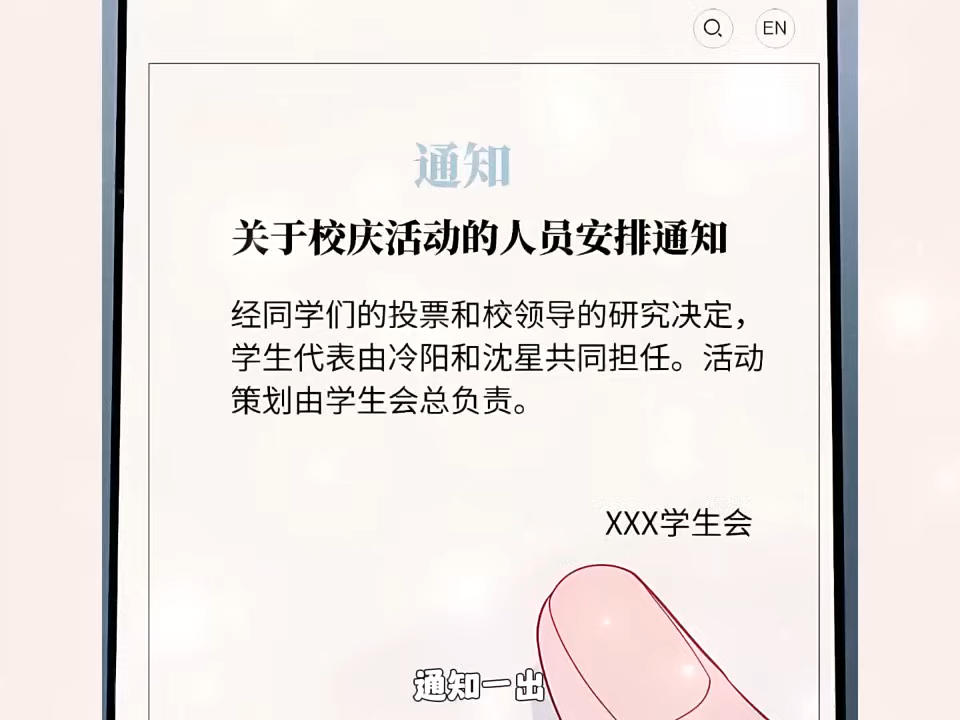 EN
通知
关于校庆活动的人员安排通知
经同学们的投票和校领导的研究决定，
学生代表由冷阳和沈星共同担任。活动
策划由学生会总负责。
XXX学生会
通知一出